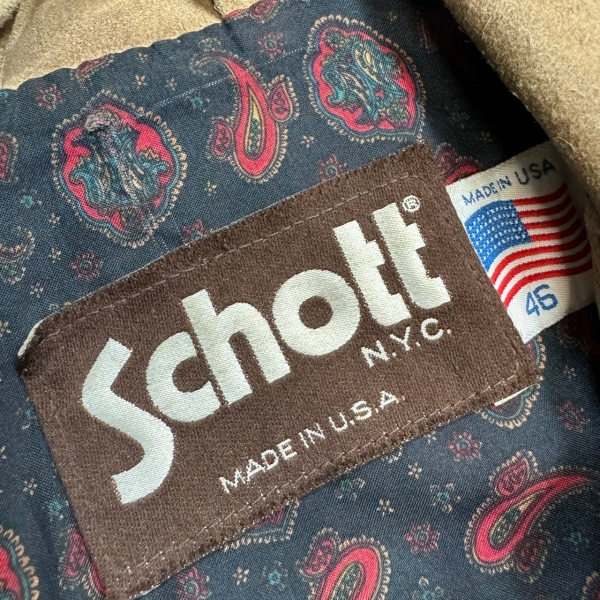 Schott®
N.Y.C.
MADE IN U.S.A.
MADE IN USA
46